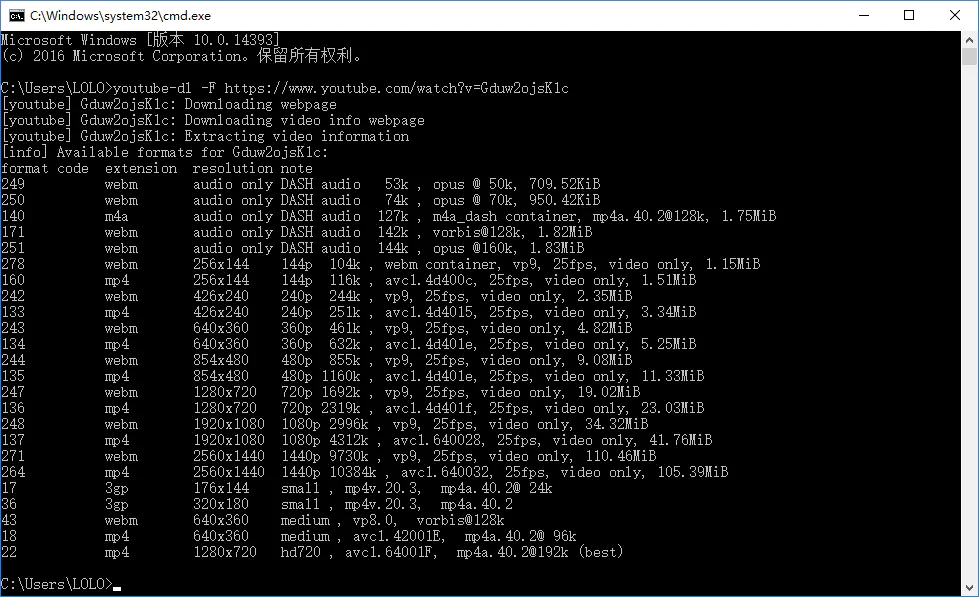 C:\Windows\system32\cmd.exe
Microsoft Windows [版本 10.0.14393]
(c) 2016 Microsoft Corporation。保留所有权利。
C:\Users\LOLO>youtube-dl -F https://www.youtube.com/watch?v=Gduw2ojsK1c
[youtube] Gduw2ojsK1c: Downloading webpage
[youtube] Gduw2ojsK1c: Downloading video info webpage
[youtube] Gduw2ojsK1c: Extracting video information
[info] Available formats for Gduw2ojsK1c:
format code  extension  resolution note
249          webm       audio only DASH audio   53k , opus @ 50k, 709.52KiB
250          webm       audio only DASH audio   74k , opus @ 70k, 950.42KiB
140          m4a        audio only DASH audio  127k , m4a_dash container, mp4a.40.2@128k, 1.75MiB
171          webm       audio only DASH audio  142k , vorbis@128k, 1.82MiB
251          webm       audio only DASH audio  144k , opus @160k, 1.83MiB
278          webm       256x144    144p  104k , webm container, vp9, 25fps, video only, 1.15MiB
160          mp4        256x144    144p  116k , avc1.4d400c, 25fps, video only, 1.51MiB
242          webm       426x240    240p  244k , vp9, 25fps, video only, 2.35MiB
133          mp4        426x240    240p  251k , avc1.4d4015, 25fps, video only, 3.34MiB
243          webm       640x360    360p  461k , vp9, 25fps, video only, 4.82MiB
134          mp4        640x360    360p  632k , avc1.4d401e, 25fps, video only, 5.25MiB
244          webm       854x480    480p  855k , vp9, 25fps, video only, 9.08MiB
135          mp4        854x480    480p 1160k , avc1.4d401e, 25fps, video only, 11.33MiB
247          webm       1280x720   720p 1692k , vp9, 25fps, video only, 19.02MiB
136          mp4        1280x720   720p 2319k , avc1.4d401f, 25fps, video only, 23.03MiB
248          webm       1920x1080  1080p 2996k , vp9, 25fps, video only, 34.32MiB
137          mp4        1920x1080  1080p 4312k , avc1.640028, 25fps, video only, 41.76MiB
271          webm       2560x1440  1440p 9730k , vp9, 25fps, video only, 110.46MiB
264          mp4        2560x1440  1440p 10384k , avc1.640032, 25fps, video only, 105.39MiB
17           3gp        176x144    small , mp4v.20.3,  mp4a.40.2@ 24k
36           3gp        320x180    small , mp4v.20.3,  mp4a.40.2
43           webm       640x360    medium , vp8.0,  vorbis@128k
18           mp4        640x360    medium , avc1.42001E,  mp4a.40.2@ 96k
22           mp4        1280x720   hd720 , avc1.64001F,  mp4a.40.2@192k (best)
C:\Users\LOLO>